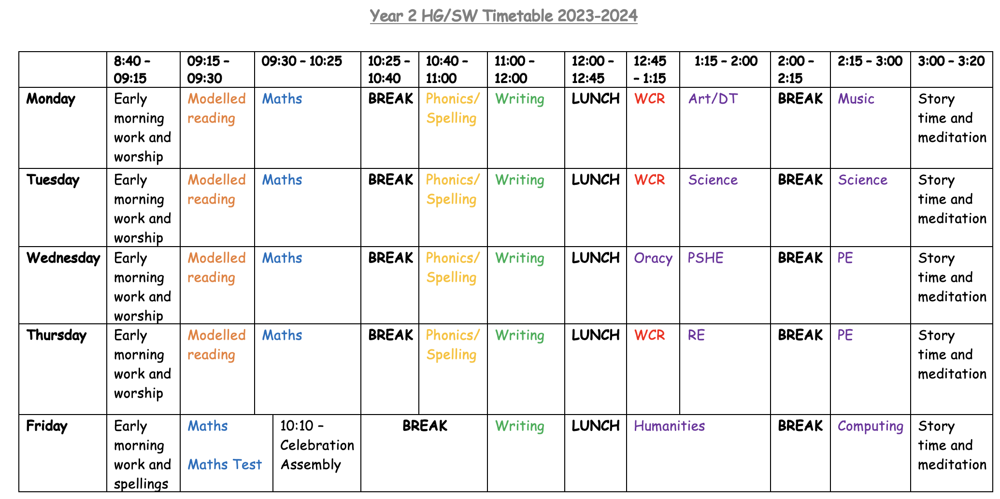 Year 2 HG/SW Timetable 2023-2024
8:40 – 09:15 09:15 – 09:30 09:30 – 10:25 10:25 – 10:40 10:40 – 11:00 11:00 – 12:00 12:00 – 12:45 12:45 – 1:15 1:15 – 2:00 2:00 – 2:15 2:15 – 3:00 3:00 – 3:20
Monday Early morning work and worship Modelled reading Maths BREAK Phonics/ Spelling Writing LUNCH WCR Art/DT BREAK Music Story time and meditation
Tuesday Early morning work and worship Modelled reading Maths BREAK Phonics/ Spelling Writing LUNCH WCR Science BREAK Science Story time and meditation
Wednesday Early morning work and worship Modelled reading Maths BREAK Phonics/ Spelling Writing LUNCH Oracy PSHE BREAK PE Story time and meditation
Thursday Early morning work and worship Modelled reading Maths BREAK Phonics/ Spelling Writing LUNCH WCR RE BREAK PE Story time and meditation
Friday Early morning work and spellings Maths Maths Test 10:10 – Celebration Assembly BREAK Writing LUNCH Humanities BREAK Computing Story time and meditation